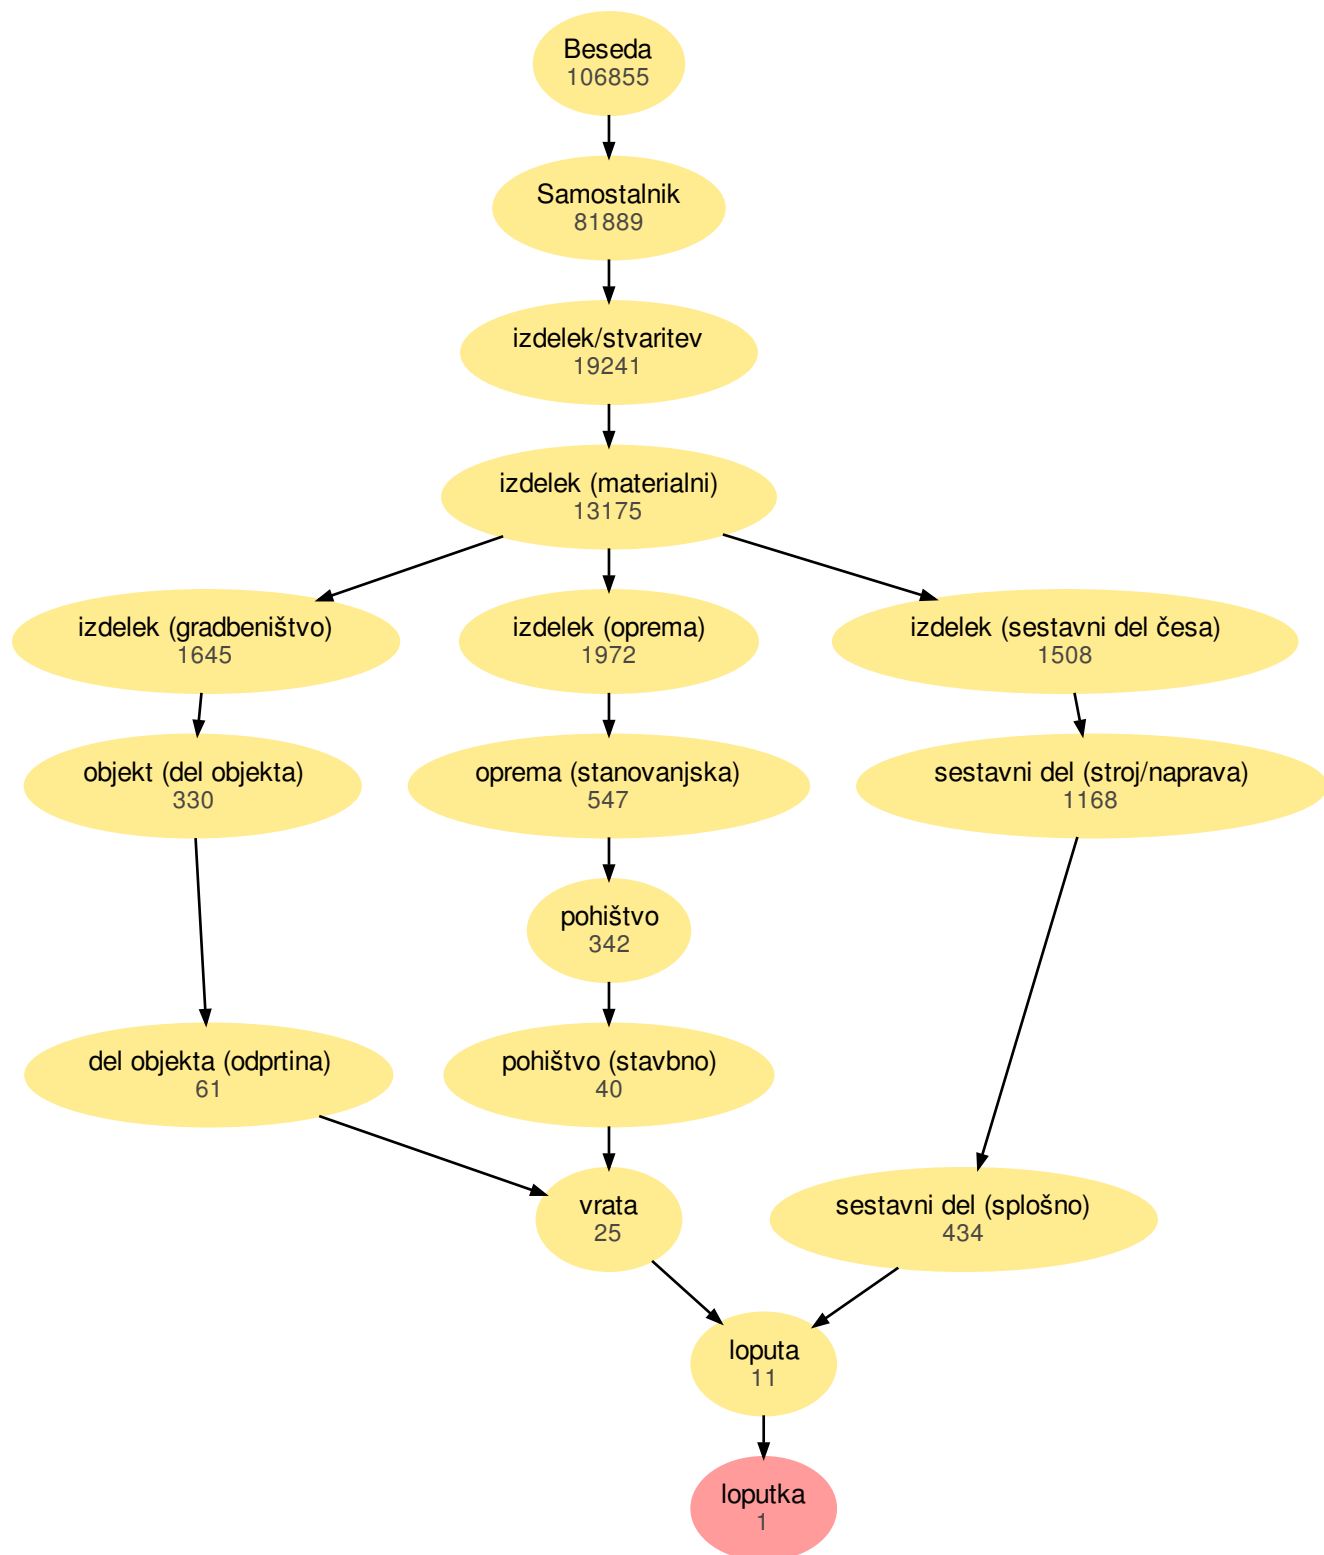 Beseda
106855
Samostalnik
81889
izdelek/stvaritev
19241
izdelek (materialni)
13175
izdelek (gradbeništvo)
1645
izdelek (oprema)
1972
izdelek (sestavni del česa)
1508
objekt (del objekta)
330
oprema (stanovanjska)
547
sestavni del (stroj/naprava)
1168
pohištvo
342
del objekta (odprtina)
61
pohištvo (stavbno)
40
vrata
25
sestavni del (splošno)
434
loputa
11
loputka
1